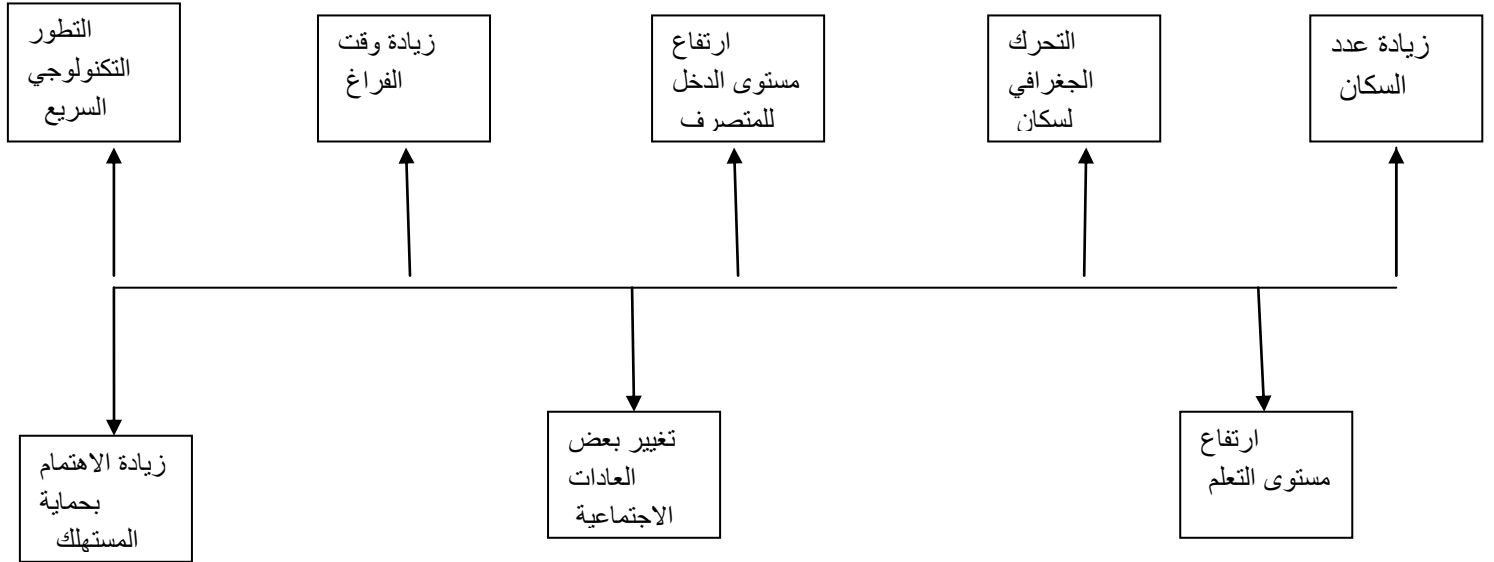 زيادة عدد
السكان
التحرك
الجغرافي
لسكان
ارتفاع
مستوى الدخل
للمتصرف
زيادة وقت
الفراغ
التطور
التكنولوجي
السريع
ارتفاع
مستوى التعلم
تغيير بعض
العادات
الاجتماعية
زيادة الاهتمام
بحماية
المستهلك